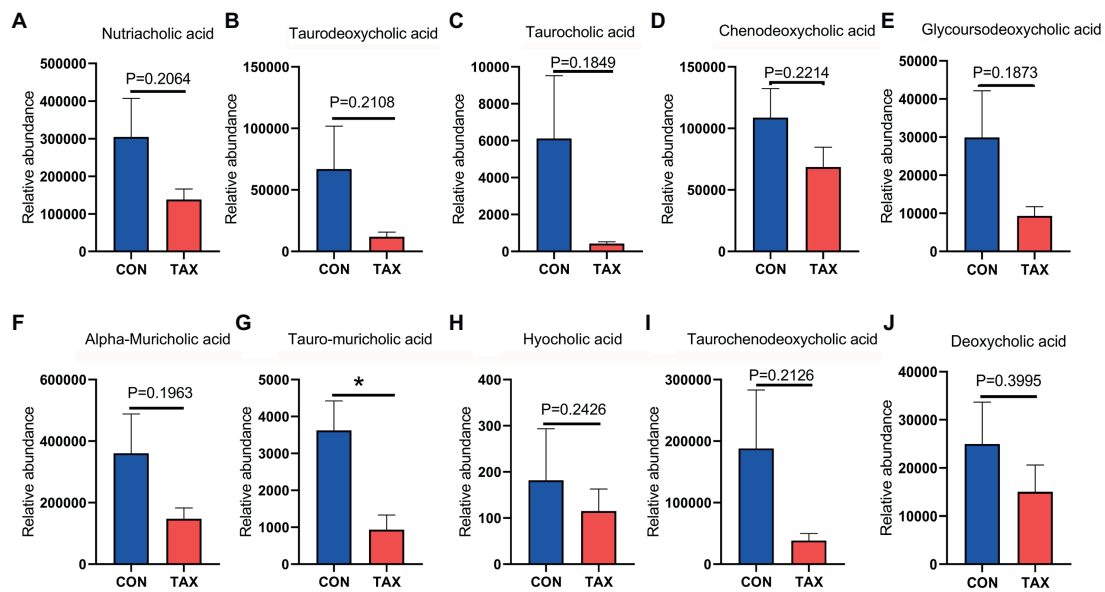 A
Nutriacholic acid
Relative abundance
500000
400000
300000
200000
100000
0
P=0.2064
CON
TAX
B
Taurodeoxycholic acid
Relative abundance
150000
100000
50000
0
P=0.2108
CON
TAX
C
Taurocholic acid
Relative abundance
10000
8000
6000
4000
2000
0
P=0.1849
CON
TAX
D
Chenodeoxycholic acid
Relative abundance
150000
100000
50000
0
P=0.2214
CON
TAX
E
Glycoursodeoxycholic acid
Relative abundance
50000
40000
30000
20000
10000
0
P=0.1873
CON
TAX
F
Alpha-Muricholic acid
Relative abundance
600000
400000
200000
0
P=0.1963
CON
TAX
G
Tauro-muricholic acid
Relative abundance
5000
4000
3000
2000
1000
0
*
CON
TAX
H
Hyocholic acid
Relative abundance
400
300
200
100
0
P=0.2426
CON
TAX
I
Taurochenodeoxycholic acid
Relative abundance
300000
200000
100000
0
P=0.2126
CON
TAX
J
Deoxycholic acid
Relative abundance
40000
30000
20000
10000
0
P=0.3995
CON
TAX